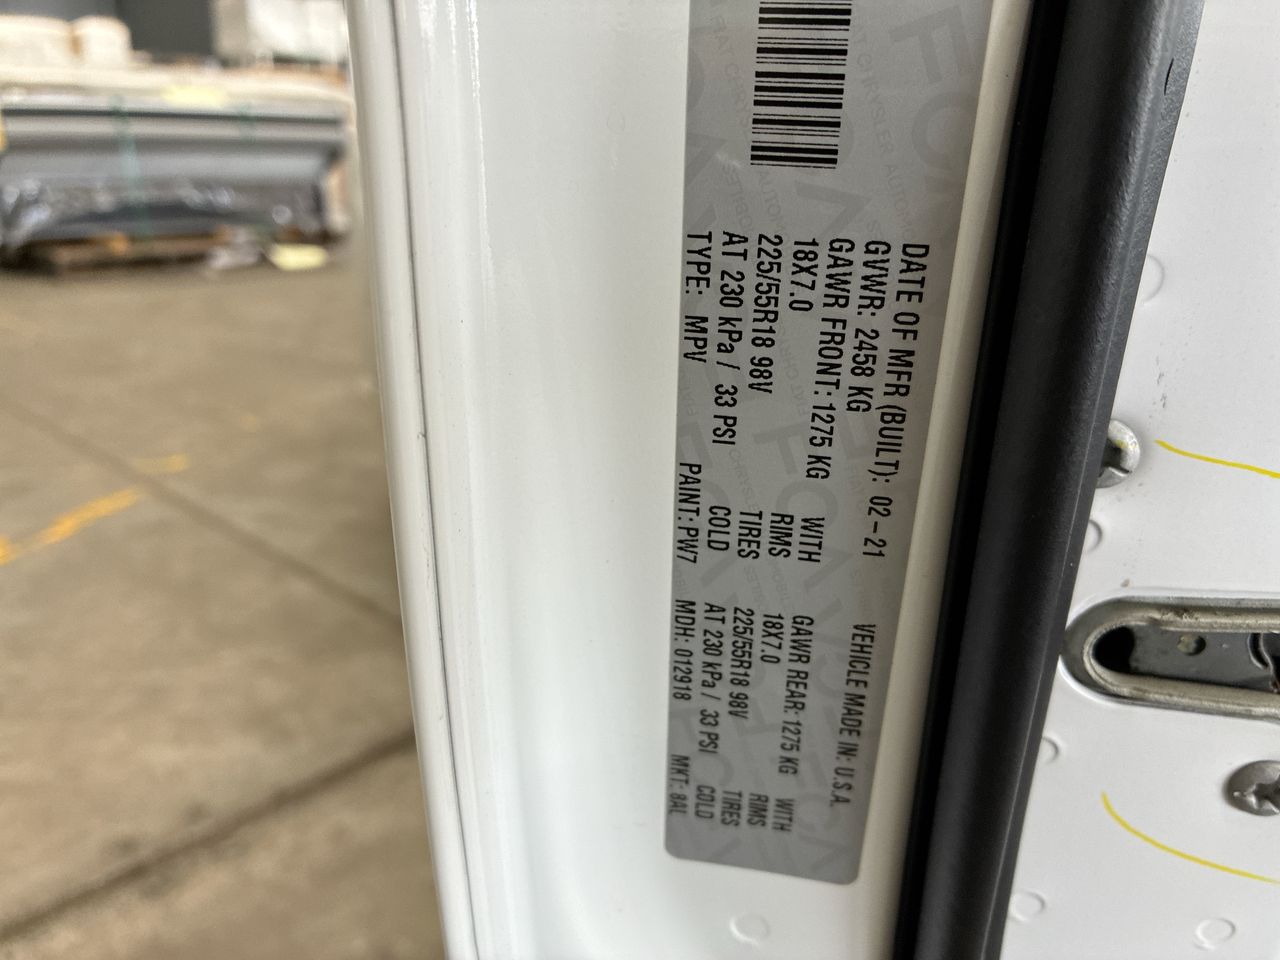 DATE OF MFR (BUILT): 02-21 VEHICLE MADE IN: U.S.A.
GVWR: 2458 KG
GAWR FRONT: 1275 KG WITH GAWR REAR: 1275 KG WITH
18X7.0 RIMS 18X7.0 RIMS
225/55R18 98V TIRES 225/55R18 98V TIRES
AT 230 kPa / 33 PSI COLD AT 230 kPa / 33 PSI COLD
TYPE: MPV PAINT: PW7 MDH: 012918 MKT: 8AL